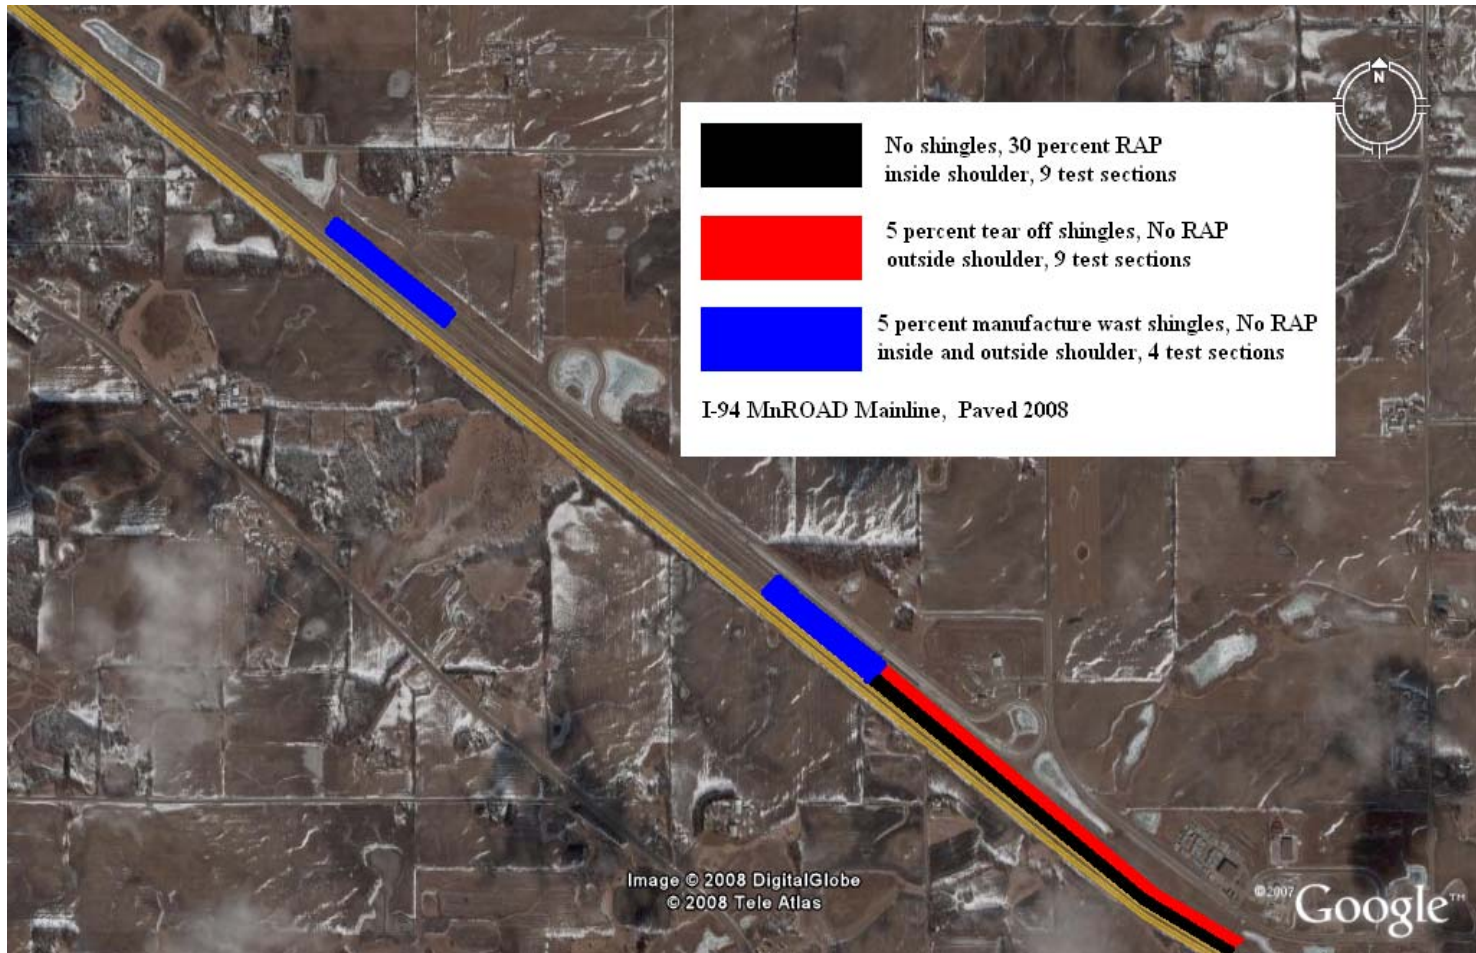 N
No shingles, 30 percent RAP
inside shoulder, 9 test sections
5 percent tear off shingles, No RAP
outside shoulder, 9 test sections
5 percent manufacture wast shingles, No RAP
inside and outside shoulder, 4 test sections
I-94 MnROAD Mainline, Paved 2008
Image © 2008 DigitalGlobe
© 2008 Tele Atlas
©2007 Google™